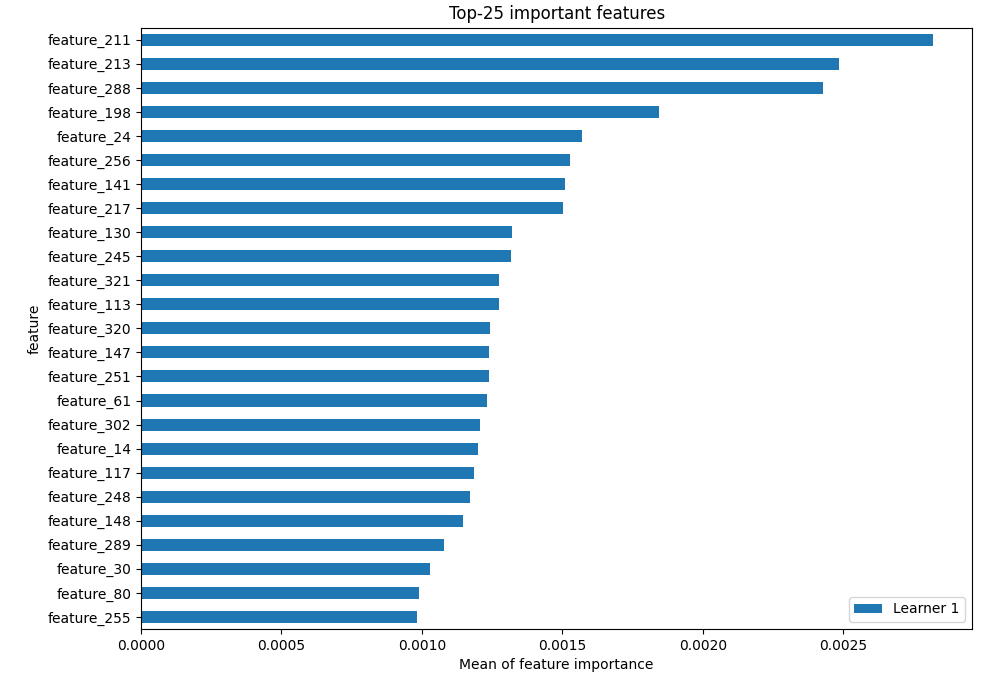 Top-25 important features
feature_211
feature_213
feature_288
feature_198
feature_24
feature_256
feature_141
feature_217
feature_130
feature_245
feature_321
feature_113
feature_320
feature_147
feature_251
feature_61
feature_302
feature_14
feature_117
feature_248
feature_148
feature_289
feature_30
feature_80
feature_255
feature
Learner 1
0.0000 0.0005 0.0010 0.0015 0.0020 0.0025
Mean of feature importance